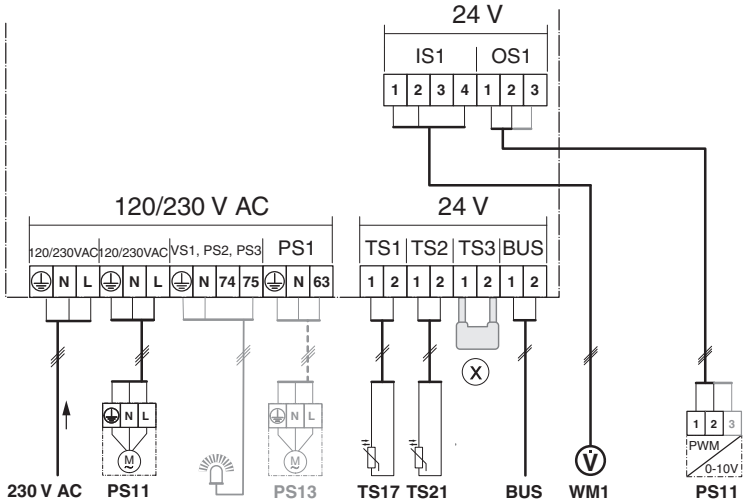 24 V
IS1 OS1
1 2 3 4 1 2 3
120/230 V AC 24 V
120/230VAC 120/230VAC VS1, PS2, PS3 PS1 TS1 TS2 TS3 BUS
N L N L N 74 75 N 63 1 2 1 2 1 2 1 2
X
N L N L 1 2 3
M ~ M ~ V̇ PWM
0-10V
230 V AC PS11 PS13 TS17 TS21 BUS WM1 PS11